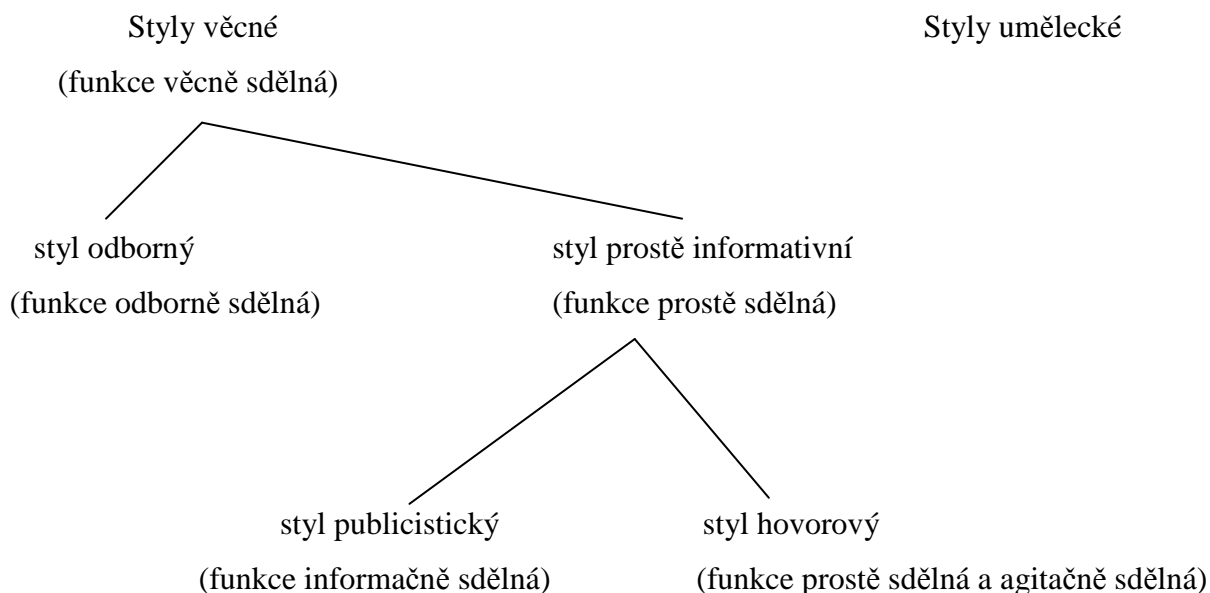 Styly věcné
Styly umělecké
(funkce věcně sdělná)
styl odborný
styl prostě informativní
(funkce odborně sdělná)
(funkce prostě sdělná)
styl publicistický
styl hovorový
(funkce informačně sdělná)
(funkce prostě sdělná a agitačně sdělná)